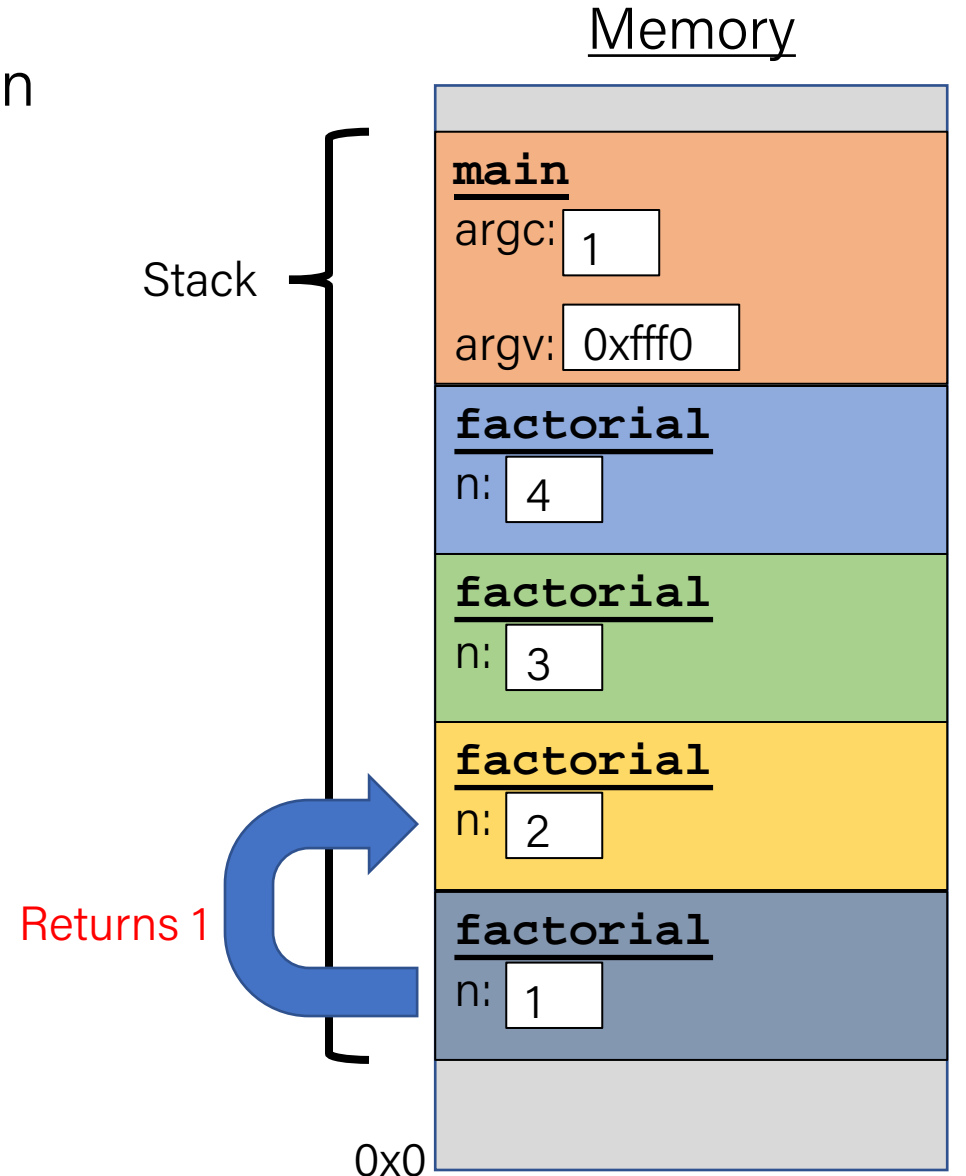 Memory
n
main
argc: 1
Stack
argv: 0xfff0
factorial
n: 4
factorial
n: 3
factorial
n: 2
Returns 1
factorial
n: 1
0x0